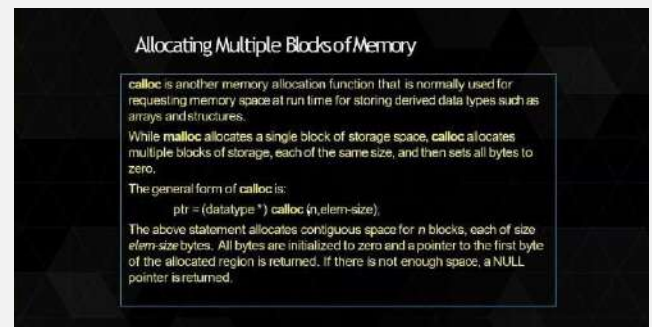 Allocating Multiple Blocks of Memory
calloc is another memory allocation function that is normally used for
requesting memory space at run time for storing derived data types such as
arrays and structures.
While malloc allocates a single block of storage space, calloc allocates
multiple blocks of storage, each of the same size, and then sets all bytes to
zero.
The general form of calloc is:
ptr = (datatype *) calloc (n,elem-size);
The above statement allocates contiguous space for n blocks, each of size
elem-size bytes. All bytes are initialized to zero and a pointer to the first byte
of the allocated region is returned. If there is not enough space, a NULL
pointer is returned.